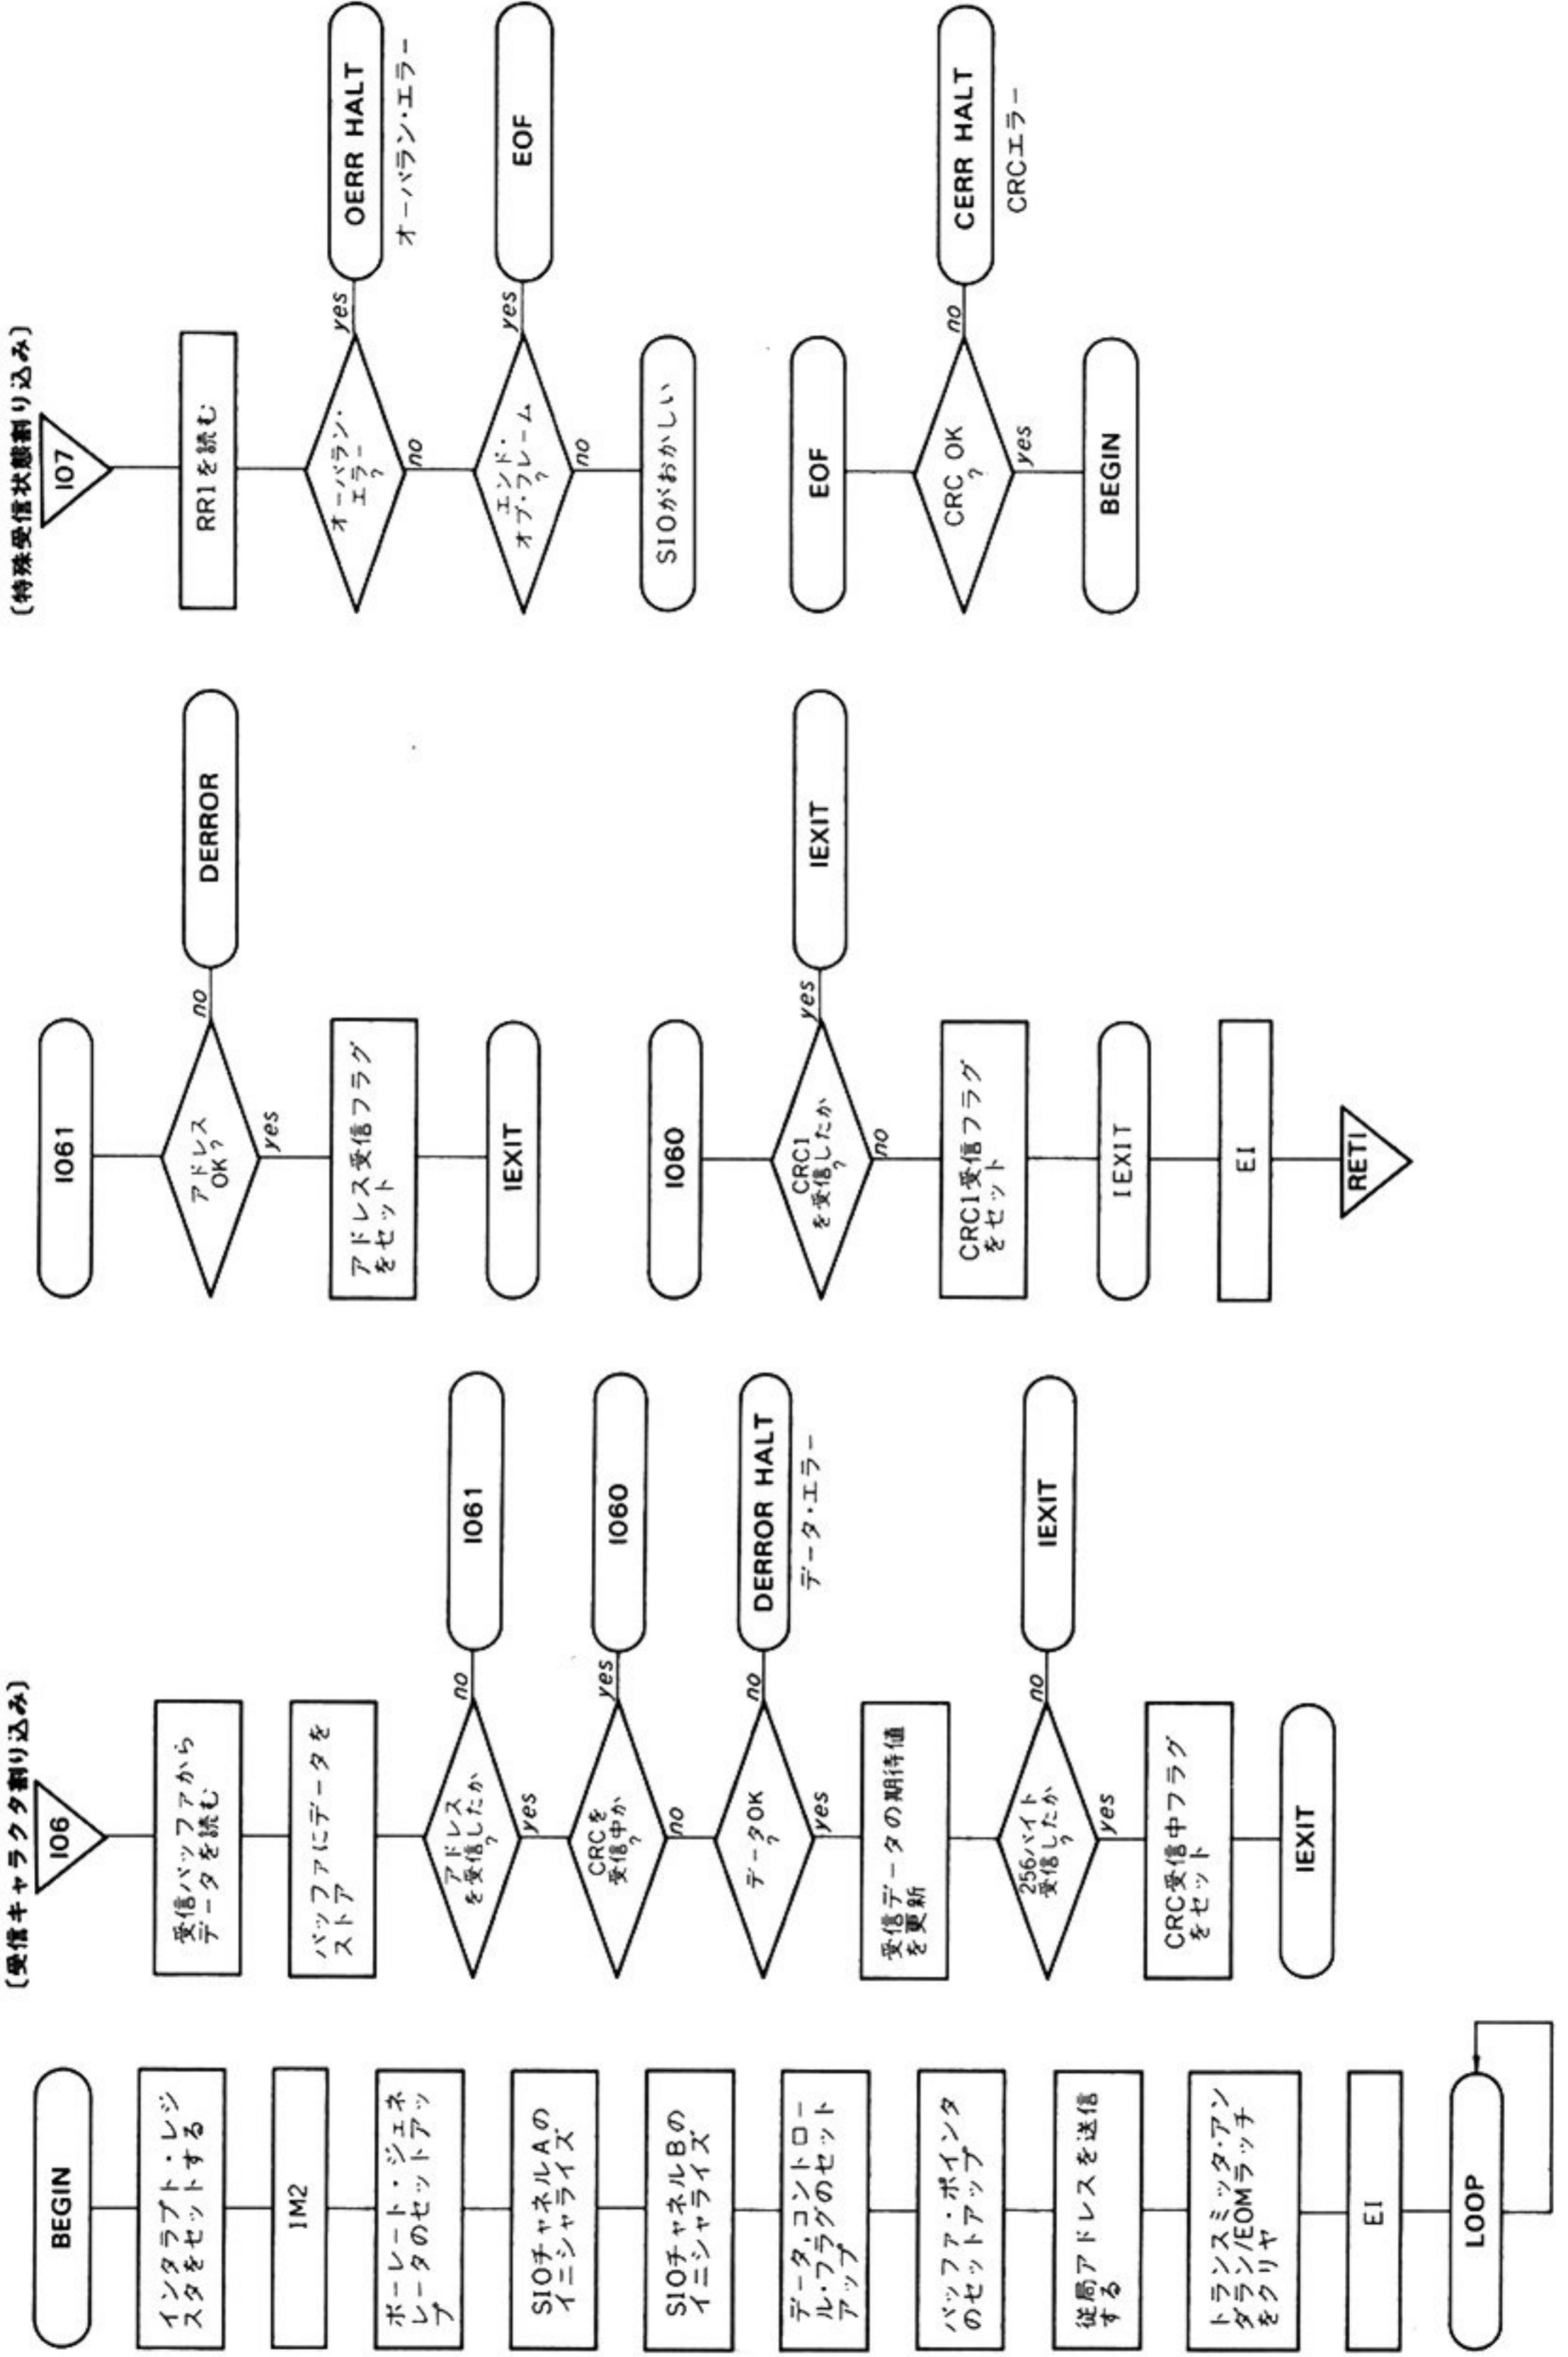 BEGIN
インタラプト・レジ
スタをセットする
IM2
ボーレート・ジェネ
レータのセットアッ
プ
SIOチャネルAの
イニシャライズ
SIOチャネルBの
イニシャライズ
データ,コントロー
ル・フラグのセット
アップ
バッファ・ポインタ
のセットアップ
従局アドレスを送信
する
トランスミッタ・アン
ダラン/EOMラッチ
をクリヤ
EI
LOOP
〔受信キャラクタ割り込み〕
I06
受信バッファから
データを読む
バッファにデータを
ストア
アドレス
を受信したか
?
no
I061
yes
CRCを
受信中か
?
yes
I060
no
データOK
?
no
DERROR HALT
データ・エラー
yes
受信データの期待値
を更新
256バイト
受信したか
?
no
IEXIT
yes
CRC受信中フラグ
をセット
IEXIT
I061
アドレス
OK?
no
DERROR
yes
アドレス受信フラグ
をセット
IEXIT
I060
CRC1
を受信したか
?
yes
IEXIT
no
CRC1受信フラグ
をセット
IEXIT
EI
RETI
〔特殊受信状態割り込み〕
I07
RR1を読む
オーバラン・
エラー
?
yes
OERR HALT
オーバラン・エラー
no
エンド・
オブ・フレーム
?
yes
EOF
no
SIOがおかしい
EOF
CRC OK
?
no
CERR HALT
CRCエラー
yes
BEGIN